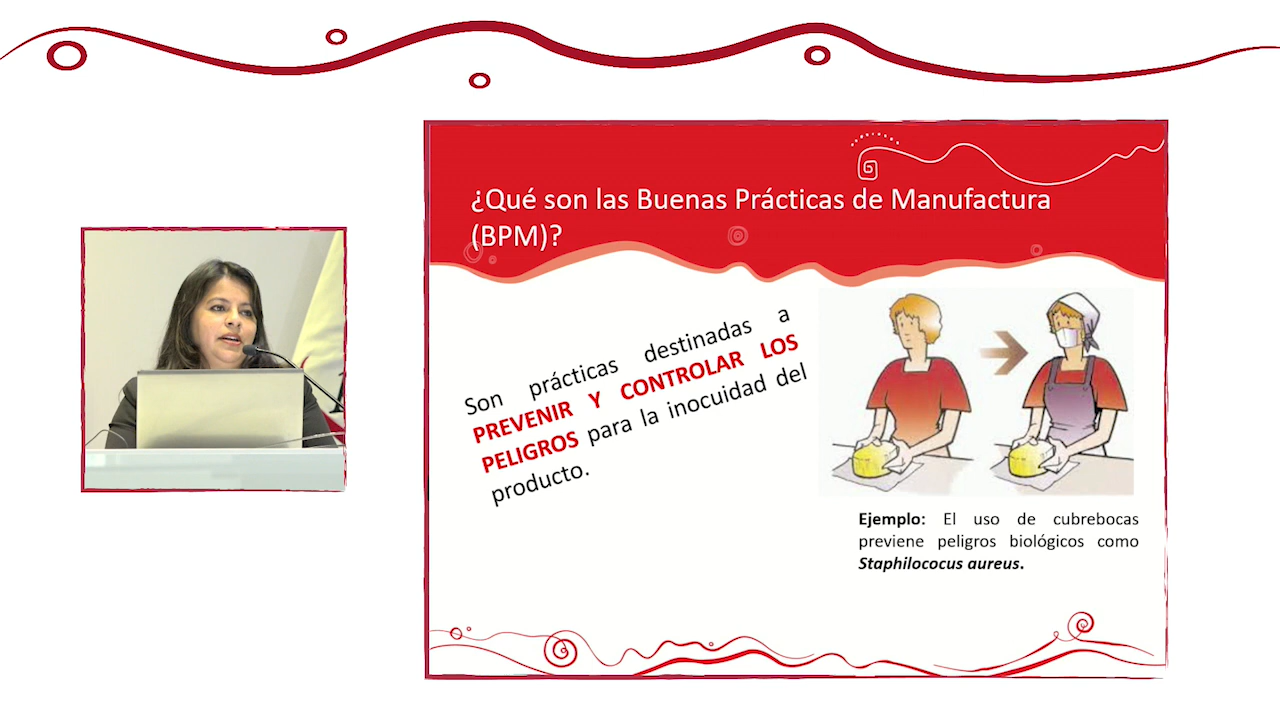 ¿Qué son las Buenas Prácticas de Manufactura
(BPM)?
Son prácticas destinadas a
PREVENIR Y CONTROLAR LOS
PELIGROS para la inocuidad del
producto.
Ejemplo: El uso de cubrebocas
previene peligros biológicos como
Staphilococus aureus.